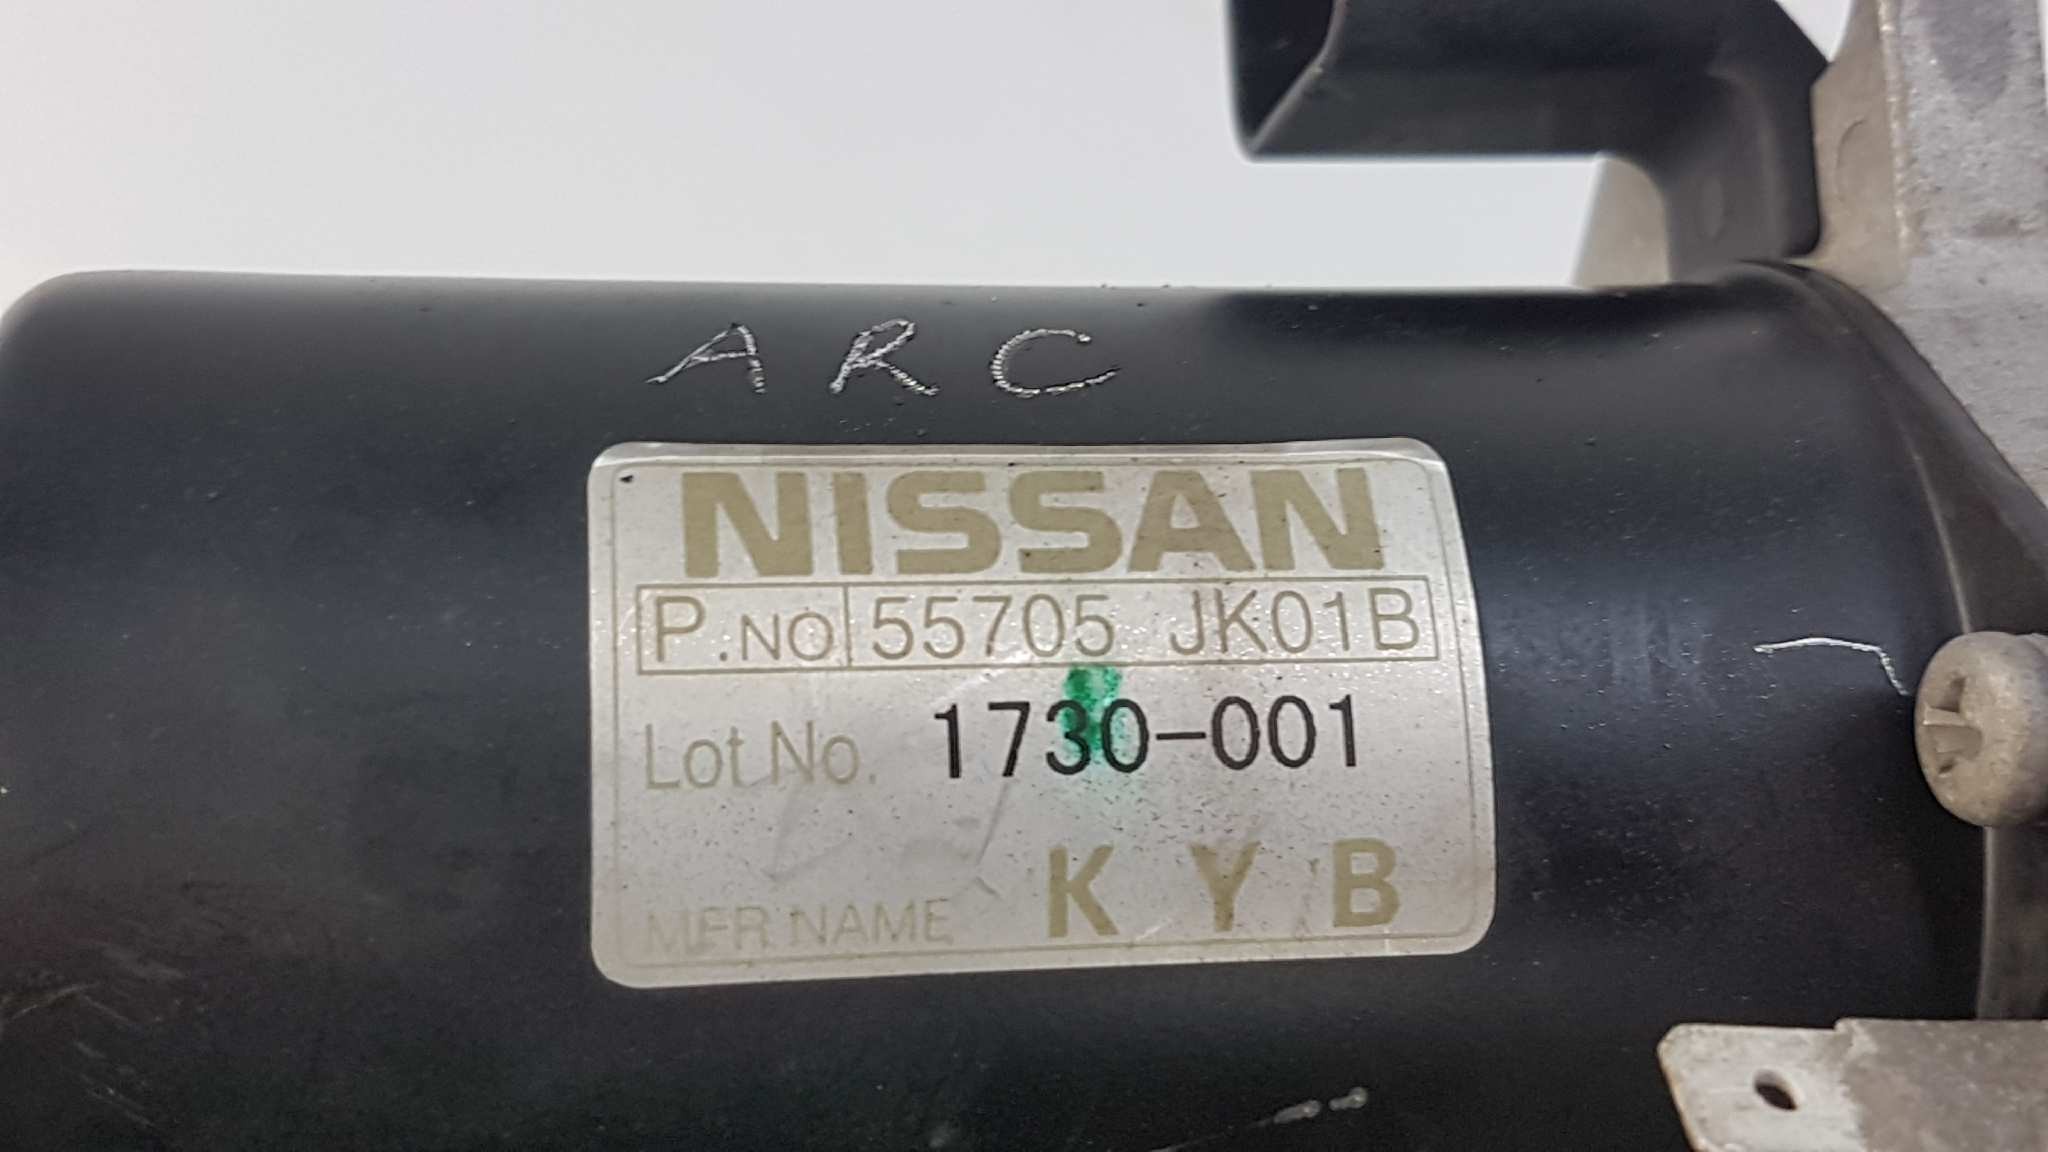 ARC
NISSAN
P.NO 55705 JK01B
Lot No. 1730-001
MFR NAME K Y B